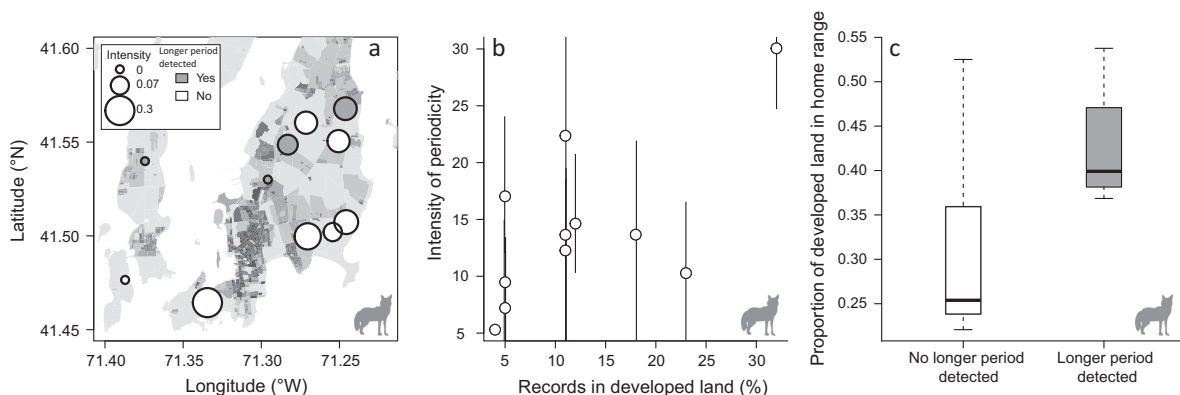 a
Intensity
0
0.07
0.3
Longer period
detected
Yes
No
41.60
41.55
41.50
41.45
Latitude (°N)
71.40
71.35
71.30
71.25
Longitude (°W)
b
30
25
20
15
10
5
Intensity of periodicity
5
10
15
20
25
30
Records in developed land (%)
c
0.55
0.50
0.45
0.40
0.35
0.30
0.25
Proportion of developed land in home range
No longer period
detected
Longer period
detected